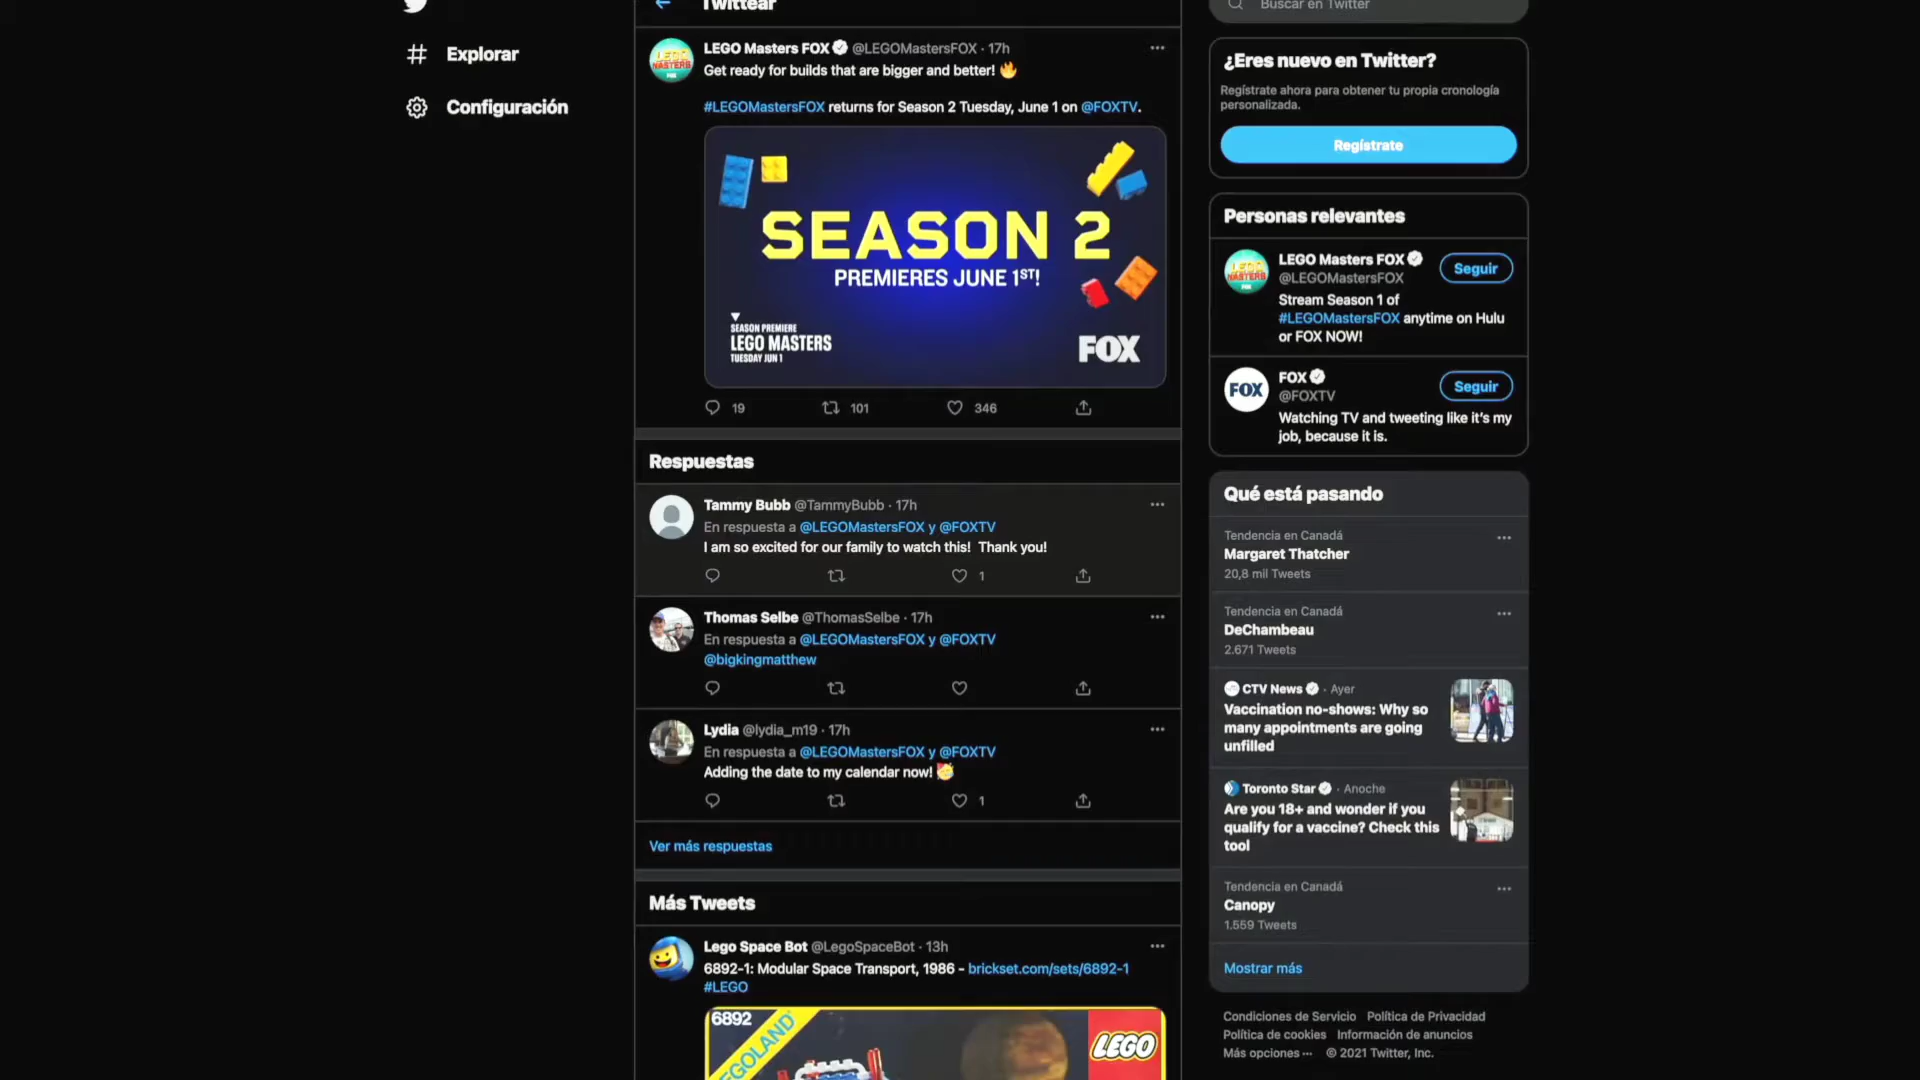 Twittear
Buscar en Twitter
Explorar
Configuración
LEGO Masters FOX @LEGOMastersFOX · 17h
Get ready for builds that are bigger and better! 🔥
#LEGOMastersFOX returns for Season 2 Tuesday, June 1 on @FOXTV.
SEASON 2
PREMIERES JUNE 1ST!
SEASON PREMIERE
LEGO MASTERS
TUESDAY JUN 1
FOX
19 101 346
Respuestas
Tammy Bubb @TammyBubb · 17h
En respuesta a @LEGOMastersFOX y @FOXTV
I am so excited for our family to watch this! Thank you!
1
Thomas Selbe @ThomasSelbe · 17h
En respuesta a @LEGOMastersFOX y @FOXTV
@bigkingmatthew
Lydia @lydia_m19 · 17h
En respuesta a @LEGOMastersFOX y @FOXTV
Adding the date to my calendar now! 🥳
1
Ver más respuestas
Más Tweets
Lego Space Bot @LegoSpaceBot · 13h
6892-1: Modular Space Transport, 1986 - brickset.com/sets/6892-1
#LEGO
6892
LEGOLAND
LEGO
¿Eres nuevo en Twitter?
Regístrate ahora para obtener tu propia cronología
personalizada.
Regístrate
Personas relevantes
LEGO MASTERS FOX
LEGO Masters FOX
@LEGOMastersFOX
Seguir
Stream Season 1 of
#LEGOMastersFOX anytime on Hulu
or FOX NOW!
FOX
FOX
@FOXTV
Seguir
Watching TV and tweeting like it's my
job, because it is.
Qué está pasando
Tendencia en Canadá
Margaret Thatcher
20,8 mil Tweets
Tendencia en Canadá
DeChambeau
2.671 Tweets
CTV News · Ayer
Vaccination no-shows: Why so
many appointments are going
unfilled
Toronto Star · Anoche
Are you 18+ and wonder if you
qualify for a vaccine? Check this
tool
Tendencia en Canadá
Canopy
1.559 Tweets
Mostrar más
Condiciones de Servicio Política de Privacidad
Política de cookies Información de anuncios
Más opciones ··· © 2021 Twitter, Inc.